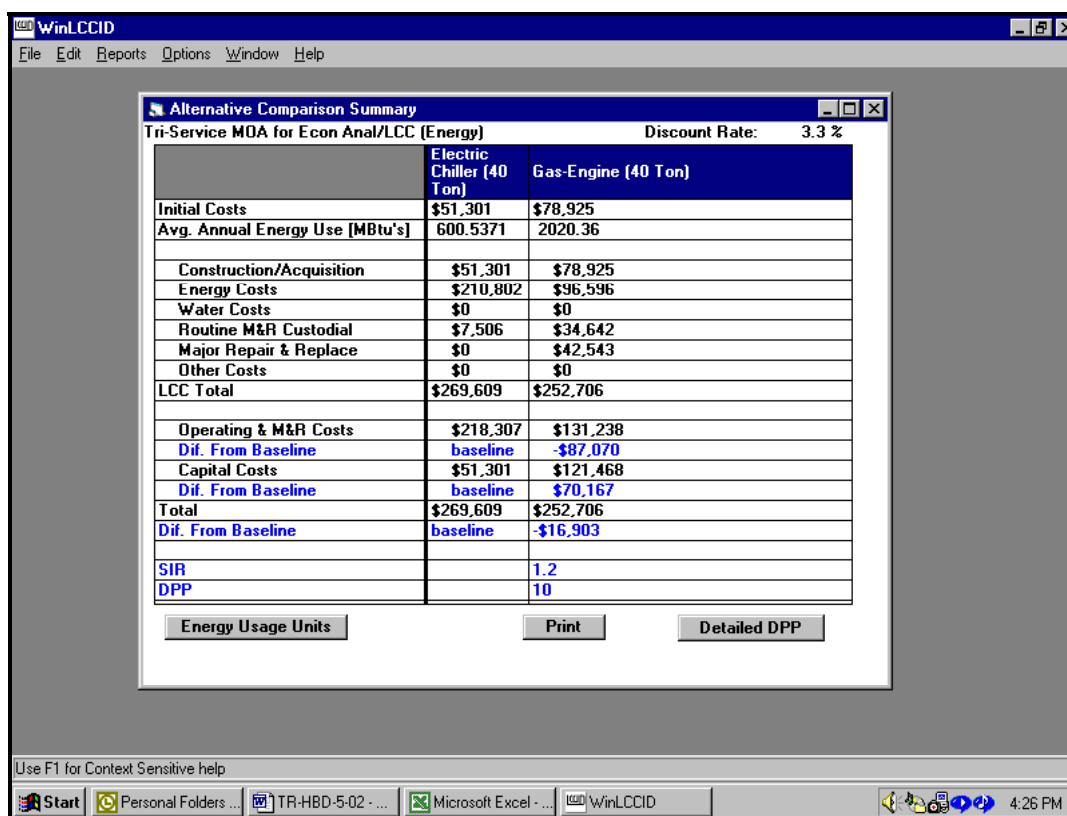 WinLCCID
File Edit Reports Options Window Help
Alternative Comparison Summary
Tri-Service MOA for Econ Anal/LCC (Energy) Discount Rate: 3.3 %
Electric Chiller (40 Ton) Gas-Engine (40 Ton)
Initial Costs $51,301 $78,925
Avg. Annual Energy Use [MBtu's] 600.5371 2020.36
Construction/Acquisition $51,301 $78,925
Energy Costs $210,802 $96,596
Water Costs $0 $0
Routine M&R Custodial $7,506 $34,642
Major Repair & Replace $0 $42,543
Other Costs $0 $0
LCC Total $269,609 $252,706
Operating & M&R Costs $218,307 $131,238
Dif. From Baseline baseline -$87,070
Capital Costs $51,301 $121,468
Dif. From Baseline baseline $70,167
Total $269,609 $252,706
Dif. From Baseline baseline -$16,903
SIR 1.2
DPP 10
Energy Usage Units Print Detailed DPP
Use F1 for Context Sensitive help
Start Personal Folders ... TR-HBD-5-02 - ... Microsoft Excel - ... WinLCCID 4:26 PM